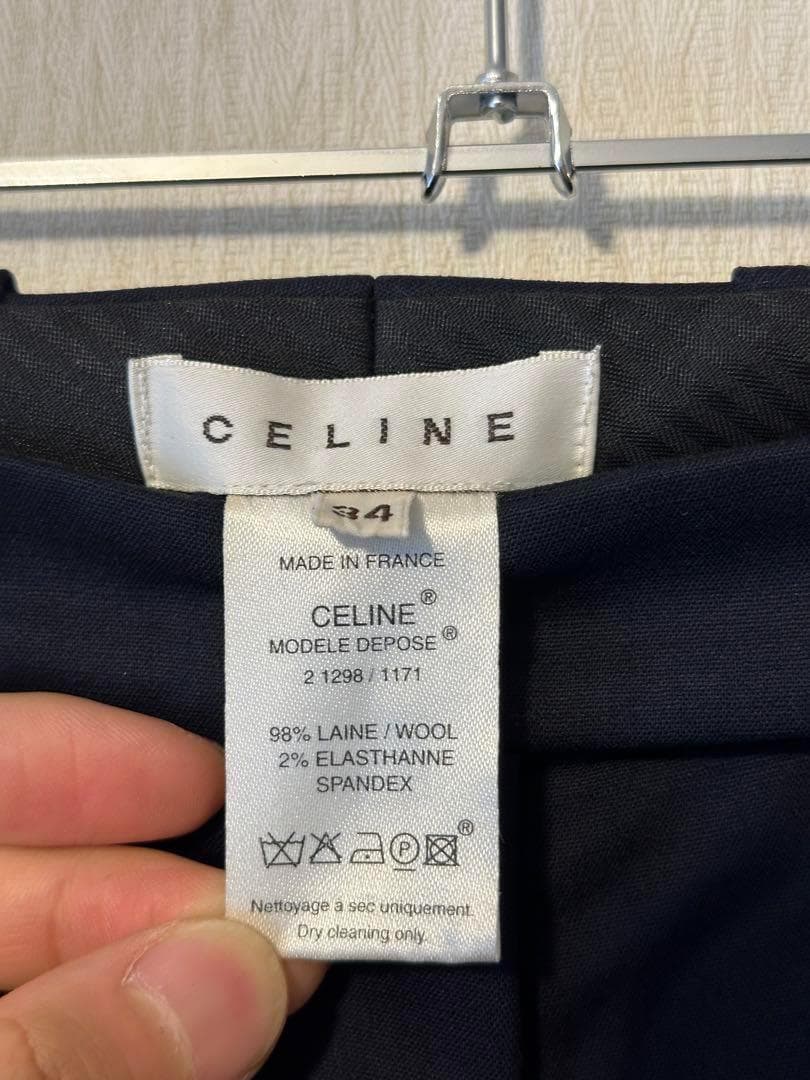 CELINE
34
MADE IN FRANCE
CELINE®
MODELE DEPOSE®
2 1298 / 1171
98% LAINE / WOOL
2% ELASTHANNE
SPANDEX
P ®
Nettoyage à sec uniquement.
Dry cleaning only.